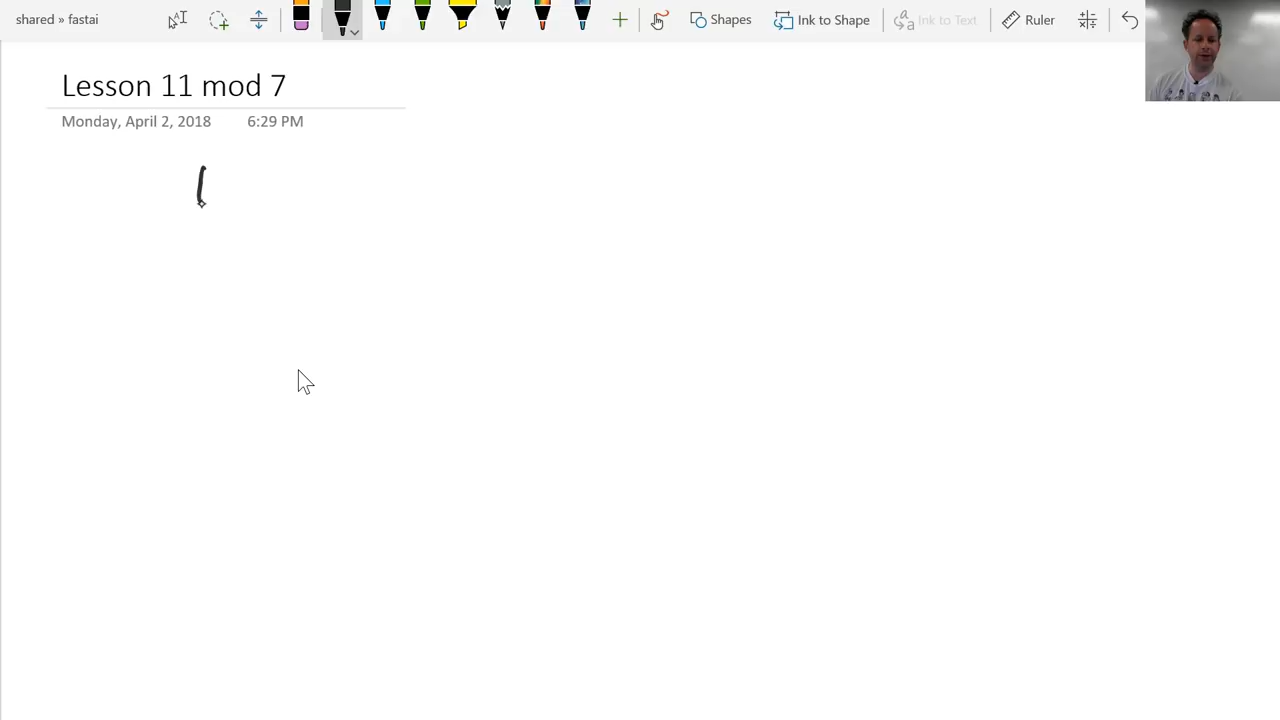 shared » fastai
Shapes
Ink to Shape
Ink to Text
Ruler
Lesson 11 mod 7
Monday, April 2, 2018 6:29 PM